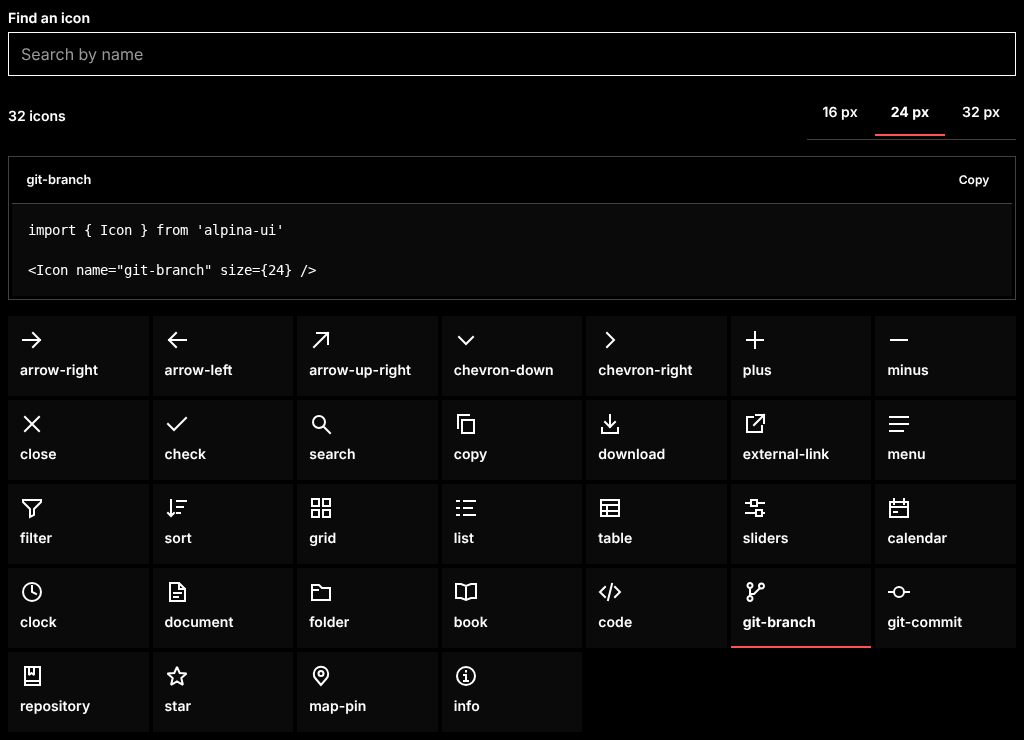 Find an icon
Search by name
32 icons
16 px 24 px 32 px
git-branch Copy
import { Icon } from 'alpina-ui'
<Icon name="git-branch" size={24} />
arrow-right arrow-left arrow-up-right chevron-down chevron-right plus minus
close check search copy download external-link menu
filter sort grid list table sliders calendar
clock document folder book code git-branch git-commit
repository star map-pin info